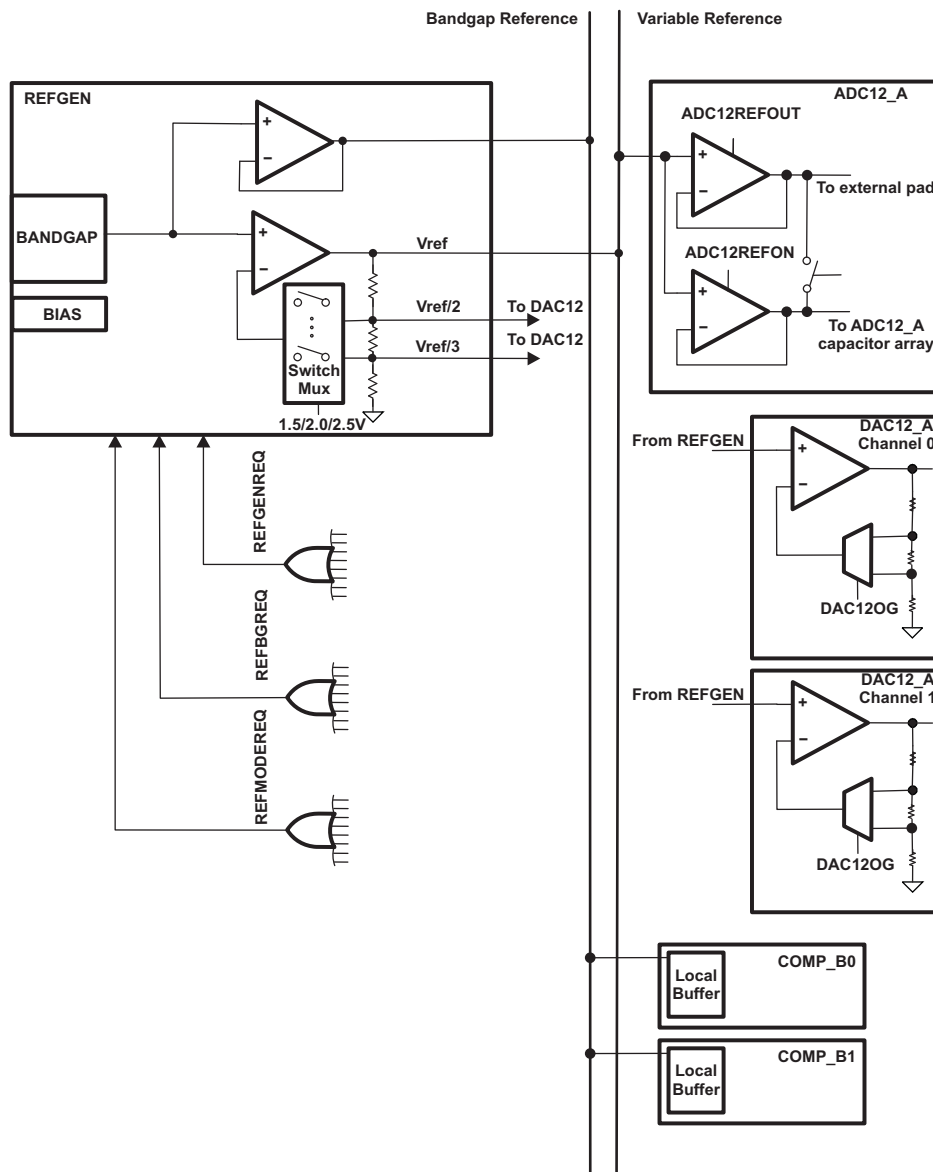 Bandgap Reference
Variable Reference
REFGEN
+
−
BANDGAP
+
−
Vref
BIAS
Vref/2
To DAC12
Vref/3
To DAC12
Switch
Mux
1.5/2.0/2.5V
ADC12_A
ADC12REFOUT
+
−
To external pad
ADC12REFON
+
−
To ADC12_A
capacitor array
From REFGEN
DAC12_A
Channel 0
+
−
DAC12OG
REFGENREQ
REFBGREQ
REFMODEREQ
From REFGEN
DAC12_A
Channel 1
+
−
DAC12OG
COMP_B0
Local
Buffer
COMP_B1
Local
Buffer